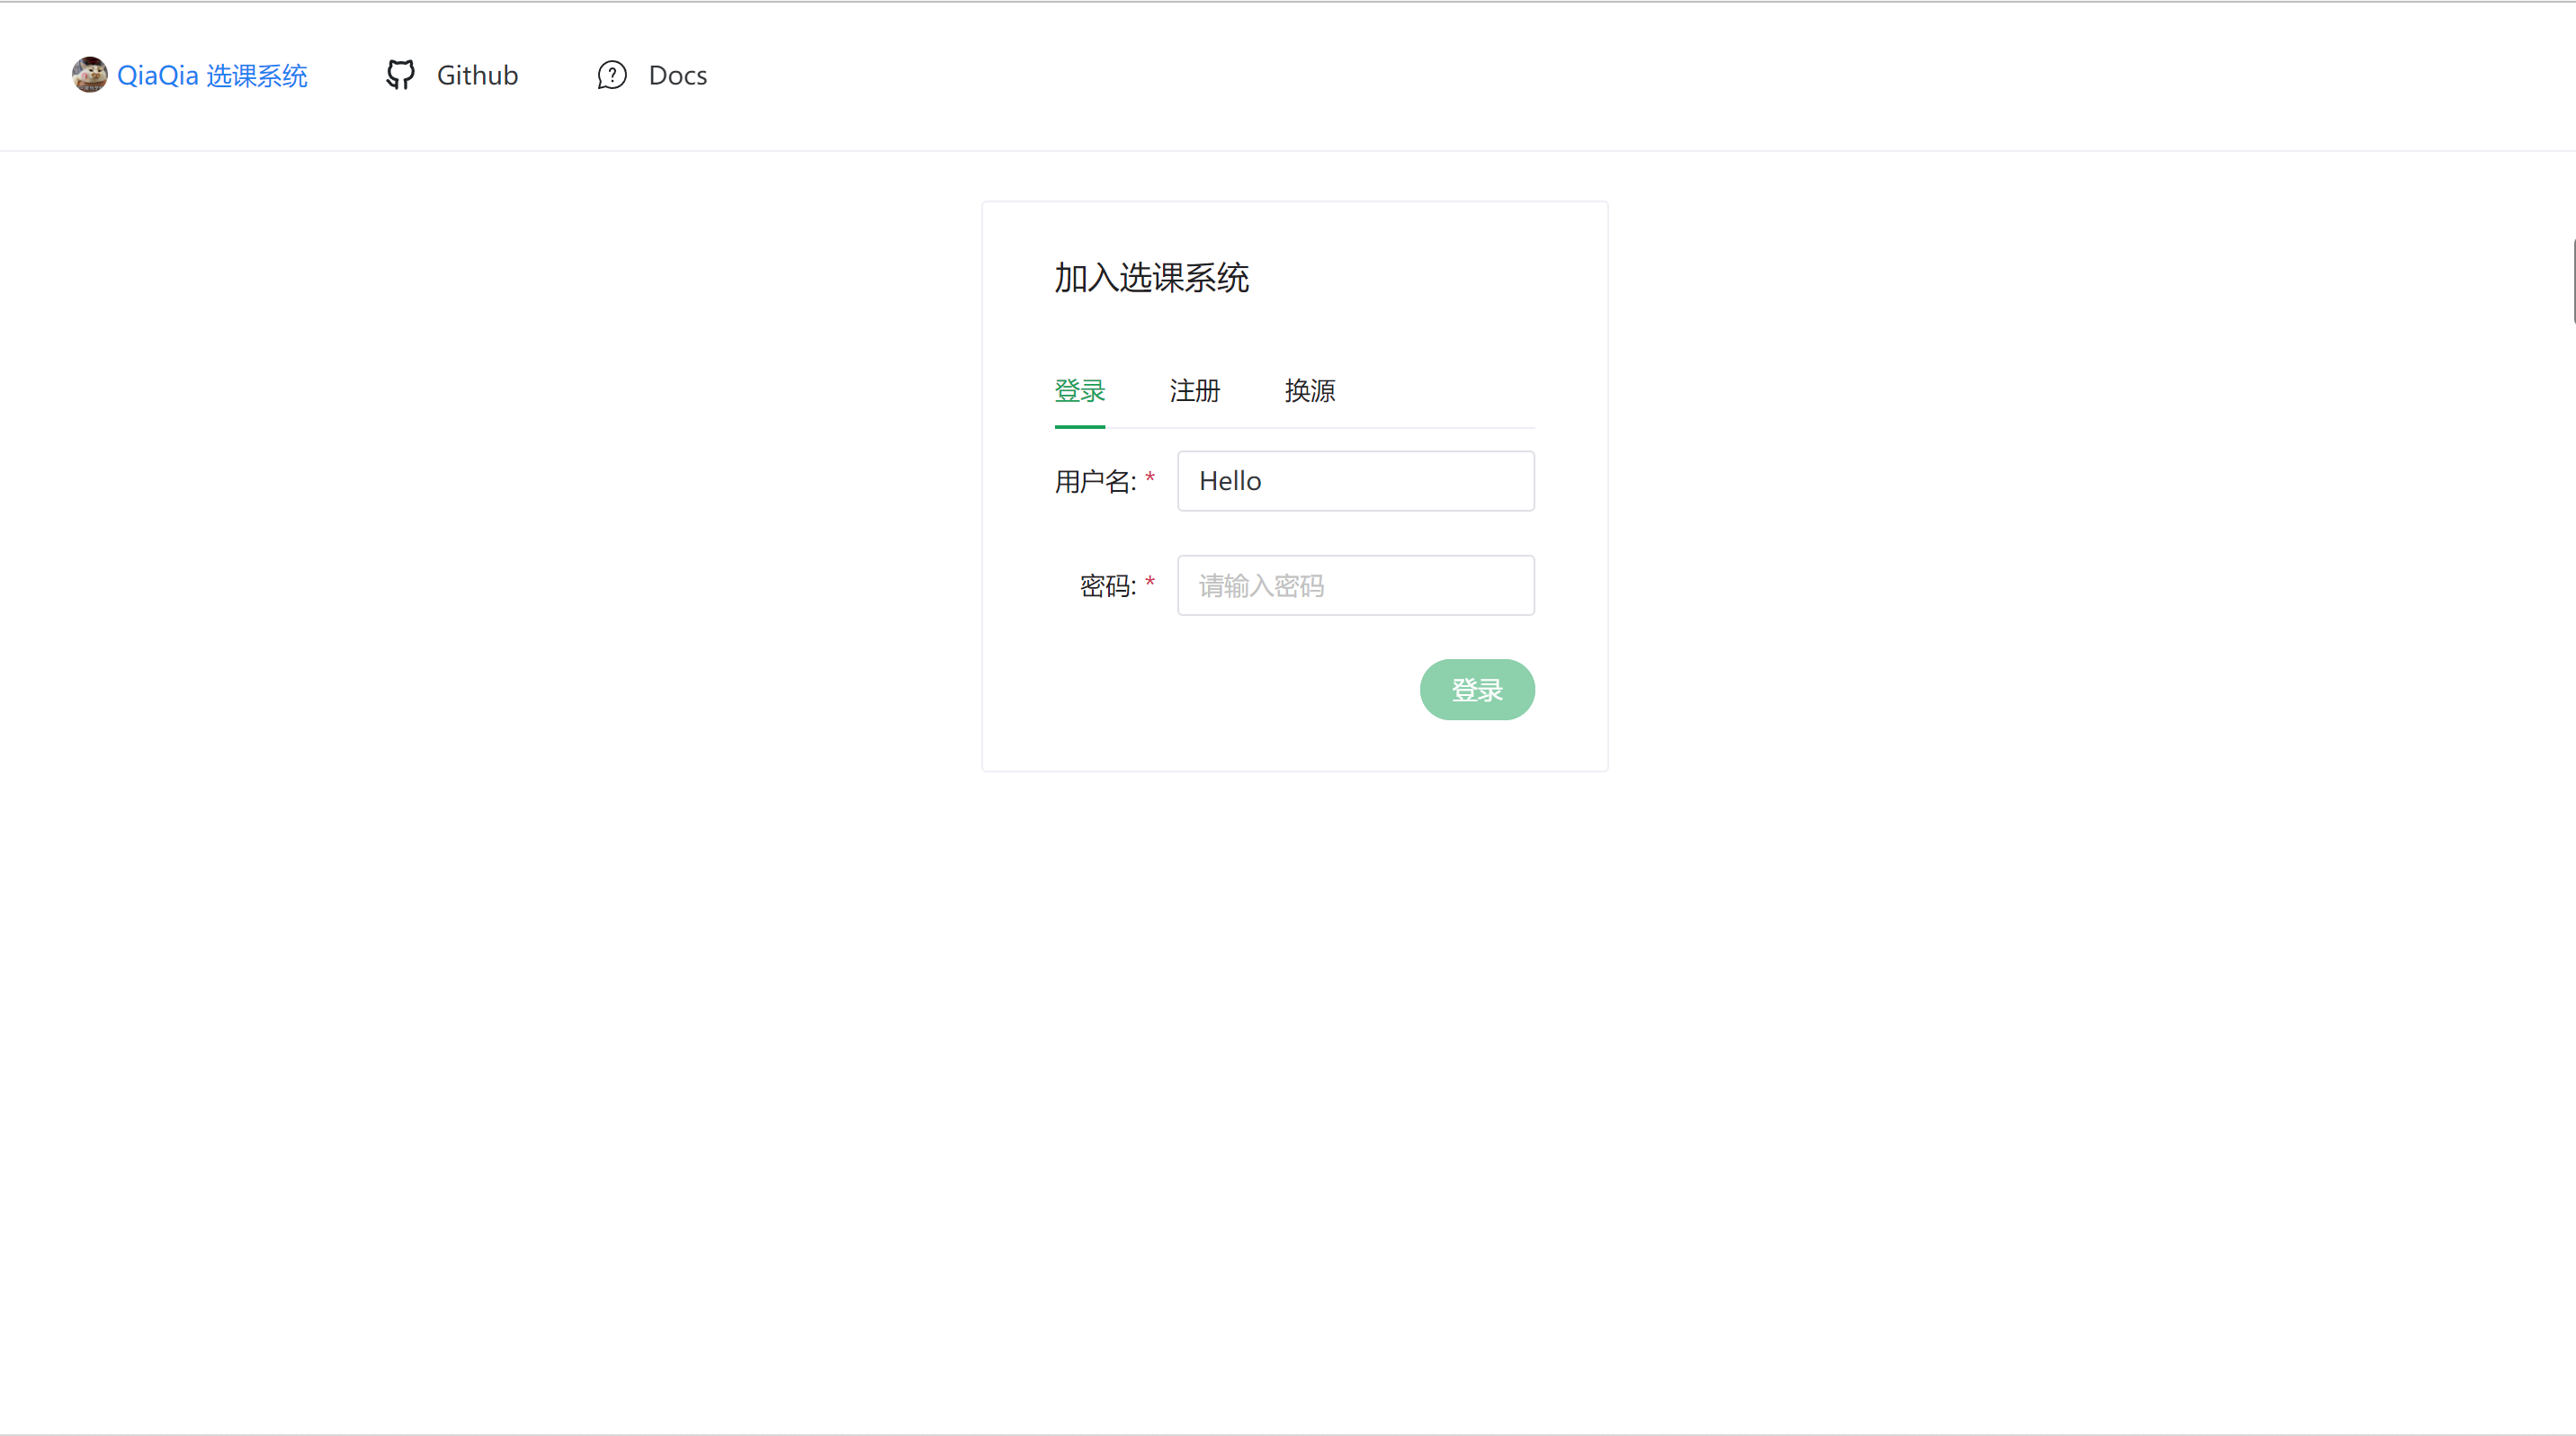 QiaQia 选课系统 Github Docs
加入选课系统
登录 注册 换源
用户名: * Hello
密码: * 请输入密码
登录